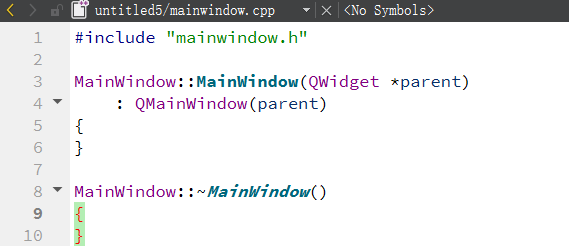 untitled5/mainwindow.cpp <No Symbols>
1 #include "mainwindow.h"
2
3 MainWindow::MainWindow(QWidget *parent)
4     : QMainWindow(parent)
5 {
6 }
7
8 MainWindow::~MainWindow()
9 {
10 }